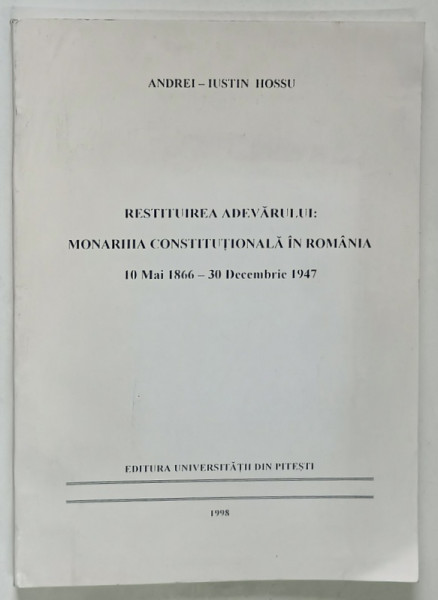 ANDREI – IUSTIN HOSSU
RESTITUIREA ADEVĂRULUI:
MONARHIA CONSTITUȚIONALĂ ÎN ROMÂNIA
10 Mai 1866 – 30 Decembrie 1947
EDITURA UNIVERSITĂȚII DIN PITEȘTI
1998